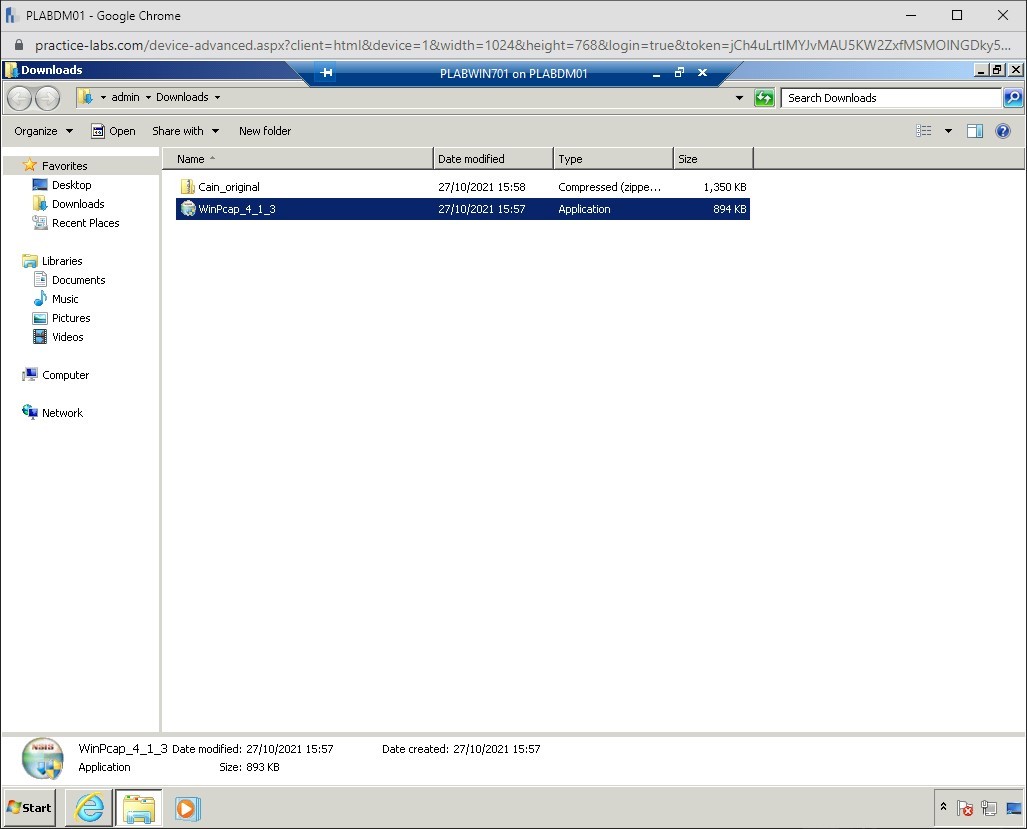 PLABDM01 - Google Chrome
practice-labs.com/device-advanced.aspx?client=html&device=1&width=1024&height=768&login=true&token=jCh4uLrtIMYJvMAU5KW2ZxfMSMOINGDky5...
Downloads
PLABWIN701 on PLABDM01
admin Downloads
Search Downloads
Organize Open Share with New folder
Name Date modified Type Size
Favorites
Desktop
Downloads
Recent Places
Libraries
Documents
Music
Pictures
Videos
Computer
Network
Cain_original 27/10/2021 15:58 Compressed (zippe... 1,350 KB
WinPcap_4_1_3 27/10/2021 15:57 Application 894 KB
WinPcap_4_1_3 Date modified: 27/10/2021 15:57 Date created: 27/10/2021 15:57
Application Size: 893 KB
Start